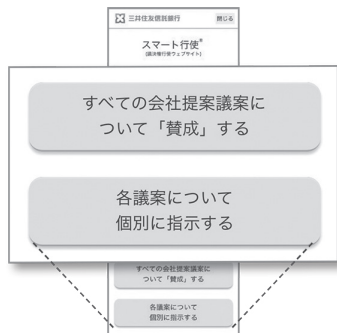 三井住友信託銀行
閉じる
スマート行使®
[議決権行使ウェブサイト]
すべての会社提案議案に
ついて「賛成」する
各議案について
個別に指示する
すべての会社提案議案に
ついて「賛成」する
各議案について
個別に指示する